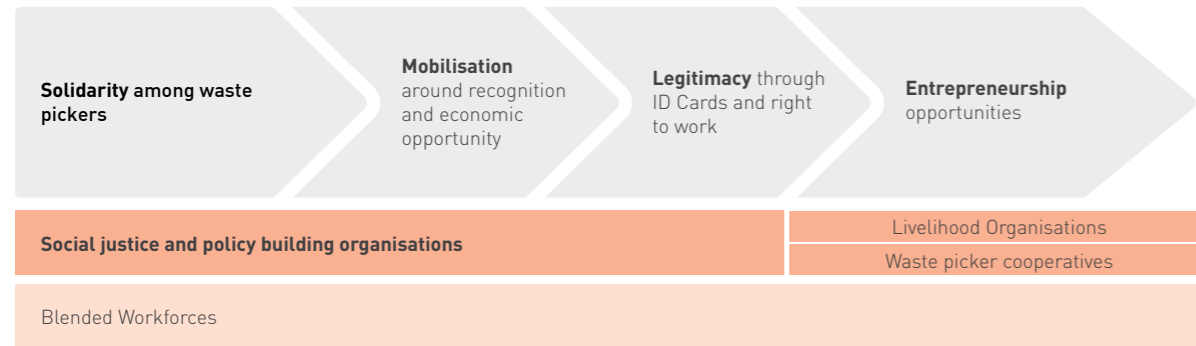 Solidarity among waste
pickers
Mobilisation
around recognition
and economic
opportunity
Legitimacy through
ID Cards and right
to work
Entrepreneurship
opportunities
Social justice and policy building organisations
Livelihood Organisations
Waste picker cooperatives
Blended Workforces